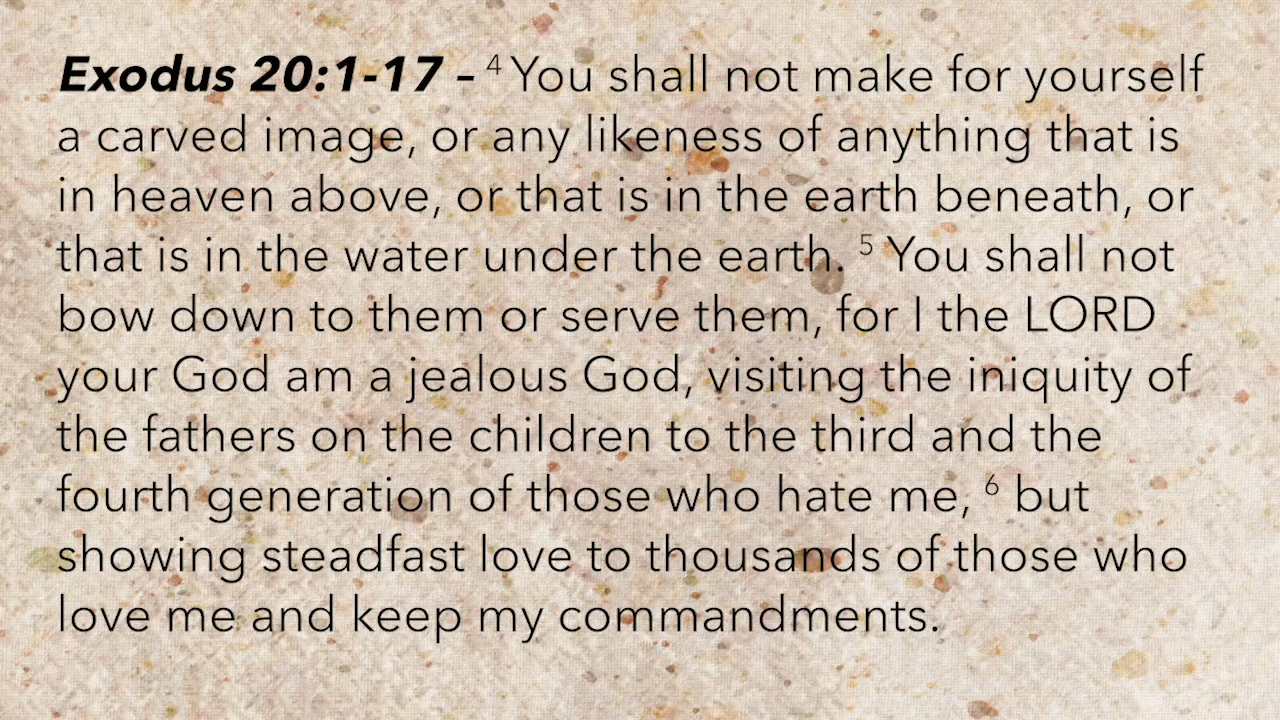 Exodus 20:1-17 – 4 You shall not make for yourself
a carved image, or any likeness of anything that is
in heaven above, or that is in the earth beneath, or
that is in the water under the earth. 5 You shall not
bow down to them or serve them, for I the LORD
your God am a jealous God, visiting the iniquity of
the fathers on the children to the third and the
fourth generation of those who hate me, 6 but
showing steadfast love to thousands of those who
love me and keep my commandments.